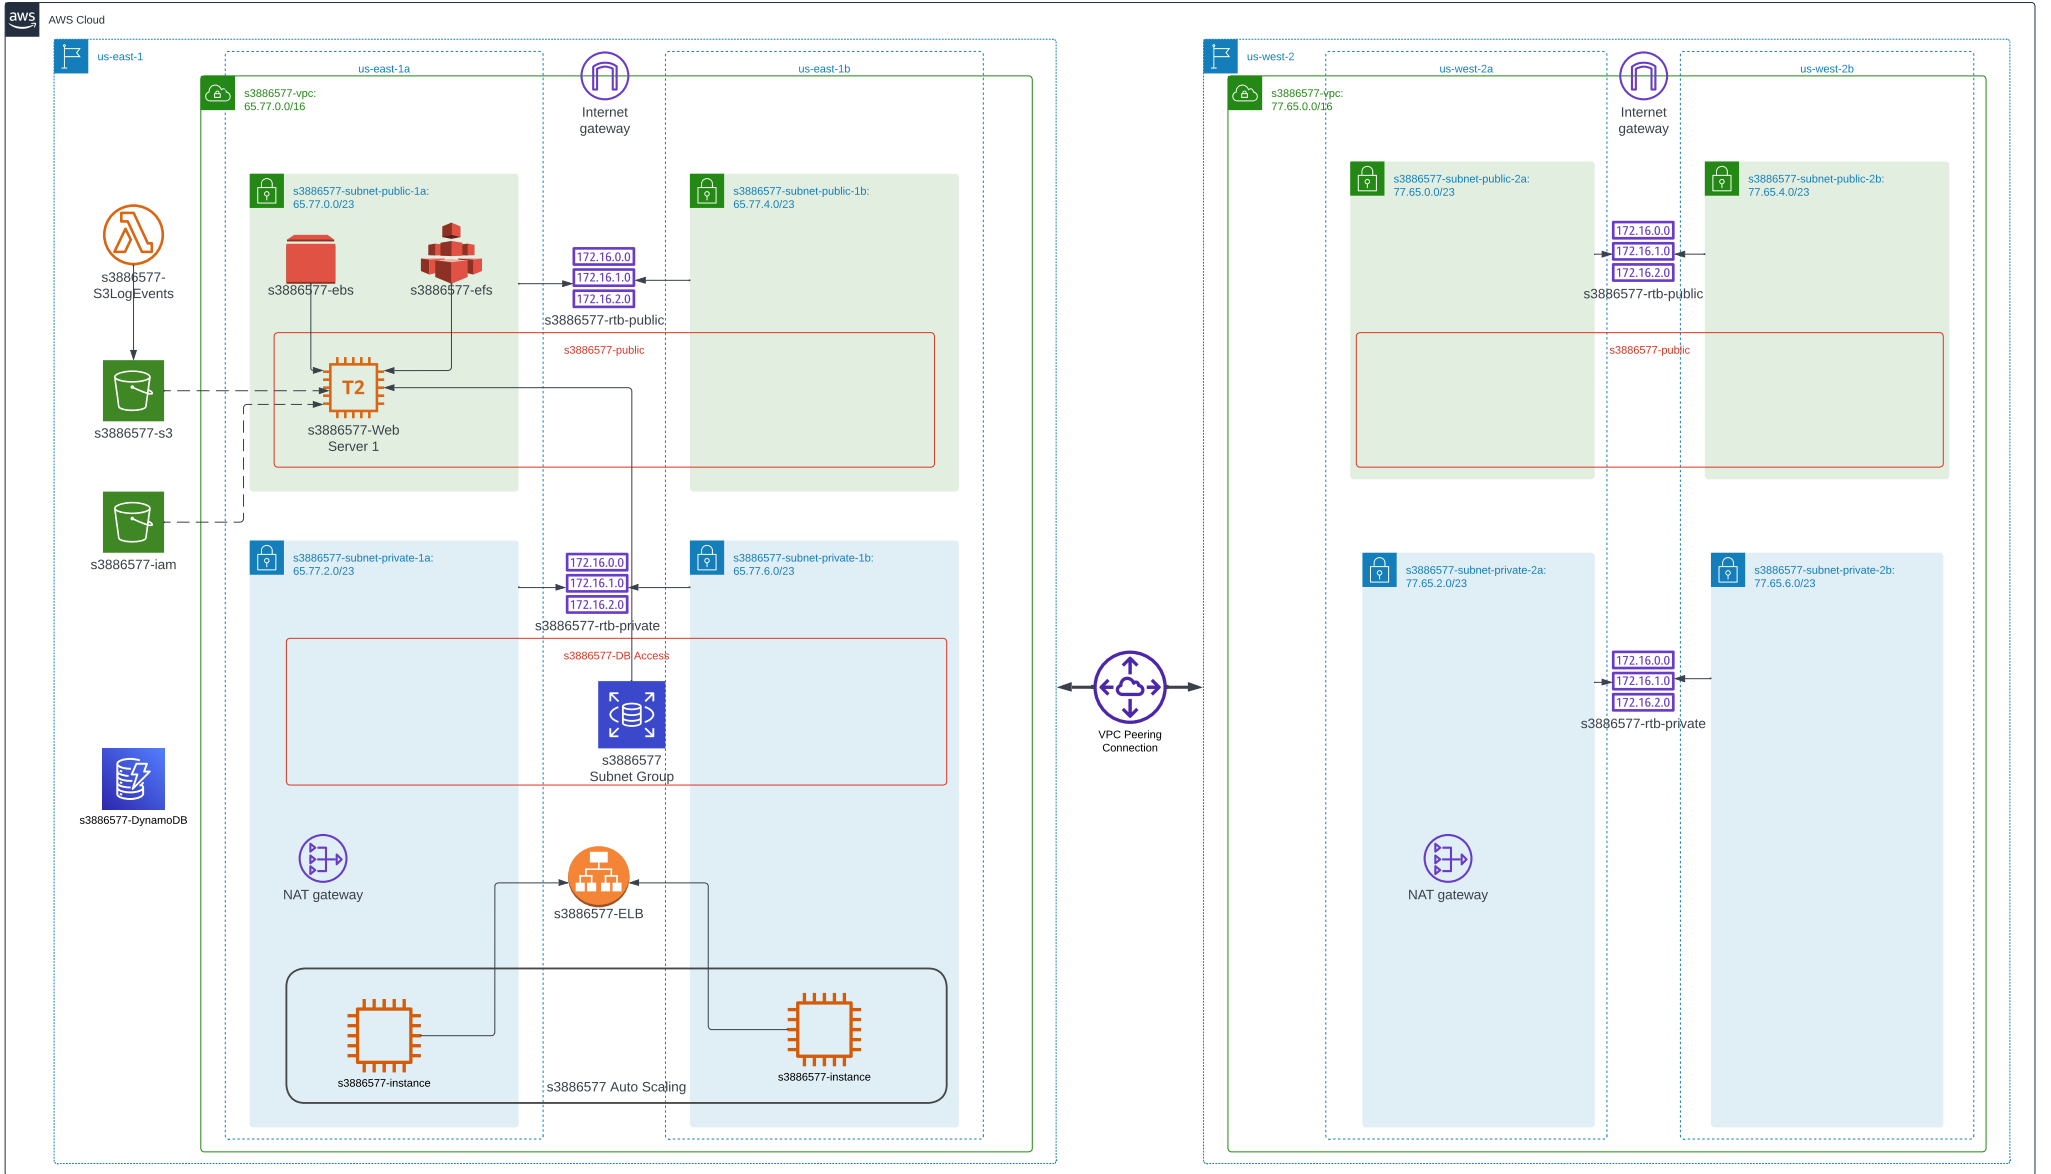 aws
AWS Cloud
us-east-1
us-east-1a
us-east-1b
s3886577-vpc:
65.77.0.0/16
Internet
gateway
s3886577-subnet-public-1a:
65.77.0.0/23
s3886577-subnet-public-1b:
65.77.4.0/23
s3886577-
S3LogEvents
s3886577-ebs
s3886577-efs
172.16.0.0
172.16.1.0
172.16.2.0
s3886577-rtb-public
s3886577-public
T2
s3886577-Web
Server 1
s3886577-s3
s3886577-iam
s3886577-subnet-private-1a:
65.77.2.0/23
172.16.0.0
172.16.1.0
172.16.2.0
s3886577-rtb-private
s3886577-subnet-private-1b:
65.77.6.0/23
s3886577-DB Access
s3886577
Subnet Group
s3886577-DynamoDB
NAT gateway
s3886577-ELB
s3886577-instance
s3886577-instance
s3886577 Auto Scaling
VPC Peering
Connection
us-west-2
us-west-2a
us-west-2b
s3886577-vpc:
77.65.0.0/16
Internet
gateway
s3886577-subnet-public-2a:
77.65.0.0/23
s3886577-subnet-public-2b:
77.65.4.0/23
172.16.0.0
172.16.1.0
172.16.2.0
s3886577-rtb-public
s3886577-public
s3886577-subnet-private-2a:
77.65.2.0/23
s3886577-subnet-private-2b:
77.65.6.0/23
172.16.0.0
172.16.1.0
172.16.2.0
s3886577-rtb-private
NAT gateway